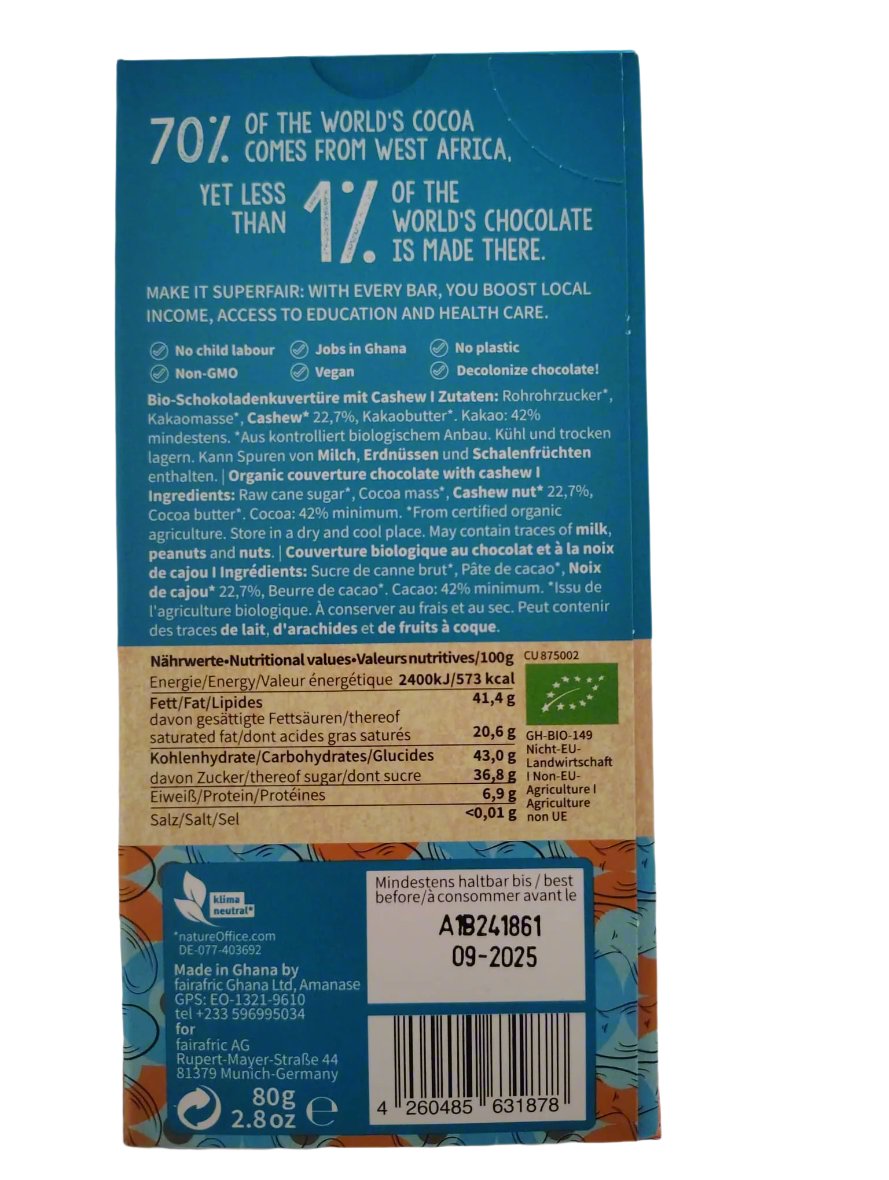 70% OF THE WORLD'S COCOA
COMES FROM WEST AFRICA,
YET LESS
THAN 1% OF THE
WORLD'S CHOCOLATE
IS MADE THERE.
MAKE IT SUPERFAIR: WITH EVERY BAR, YOU BOOST LOCAL
INCOME, ACCESS TO EDUCATION AND HEALTH CARE.
No child labour Jobs in Ghana No plastic
Non-GMO Vegan Decolonize chocolate!
Bio-Schokoladenkuvertüre mit Cashew I Zutaten: Rohrohrzucker*,
Kakaomasse*, Cashew* 22,7%, Kakaobutter*. Kakao: 42%
mindestens. *Aus kontrolliert biologischem Anbau. Kühl und trocken
lagern. Kann Spuren von Milch, Erdnüssen und Schalenfrüchten
enthalten. | Organic couverture chocolate with cashew I
Ingredients: Raw cane sugar*, Cocoa mass*, Cashew nut* 22,7%,
Cocoa butter*. Cocoa: 42% minimum. *From certified organic
agriculture. Store in a dry and cool place. May contain traces of milk,
peanuts and nuts. | Couverture biologique au chocolat et à la noix
de cajou I Ingrédients: Sucre de canne brut*, Pâte de cacao*, Noix
de cajou* 22,7%, Beurre de cacao*. Cacao: 42% minimum. *Issu de
l'agriculture biologique. À conserver au frais et au sec. Peut contenir
des traces de lait, d'arachides et de fruits à coque.
Nährwerte•Nutritional values•Valeurs nutritives/100g
Energie/Energy/Valeur énergétique 2400kJ/573 kcal
Fett/Fat/Lipides 41,4 g
davon gesättigte Fettsäuren/thereof
saturated fat/dont acides gras saturés 20,6 g
Kohlenhydrate/Carbohydrates/Glucides 43,0 g
davon Zucker/thereof sugar/dont sucre 36,8 g
Eiweiß/Protein/Protéines 6,9 g
Salz/Salt/Sel <0,01 g
CU 875002
GH-BIO-149
Nicht-EU-
Landwirtschaft
I Non-EU-
Agriculture I
Agriculture
non UE
klima
neutral*
*natureOffice.com
DE-077-403692
Made in Ghana by
fairafric Ghana Ltd, Amanase
GPS: EO-1321-9610
tel +233 596995034
for
fairafric AG
Rupert-Mayer-Straße 44
81379 Munich-Germany
80g
2.8 oz e
Mindestens haltbar bis / best
before/à consommer avant le
A1B241861
09-2025
4 260485 631878